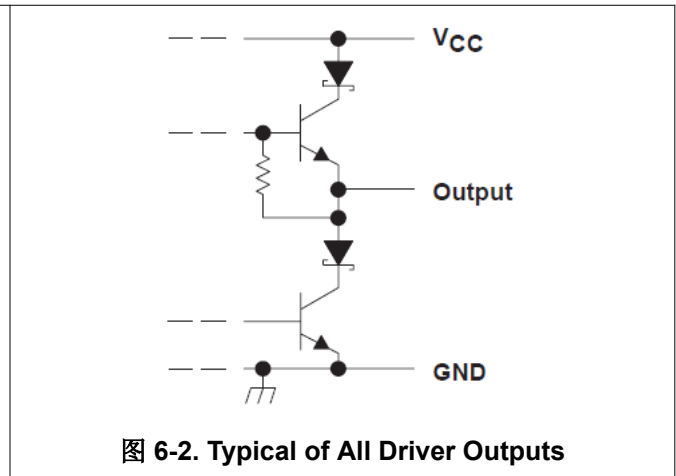 VCC
Output
GND
图 6-2. Typical of All Driver Outputs